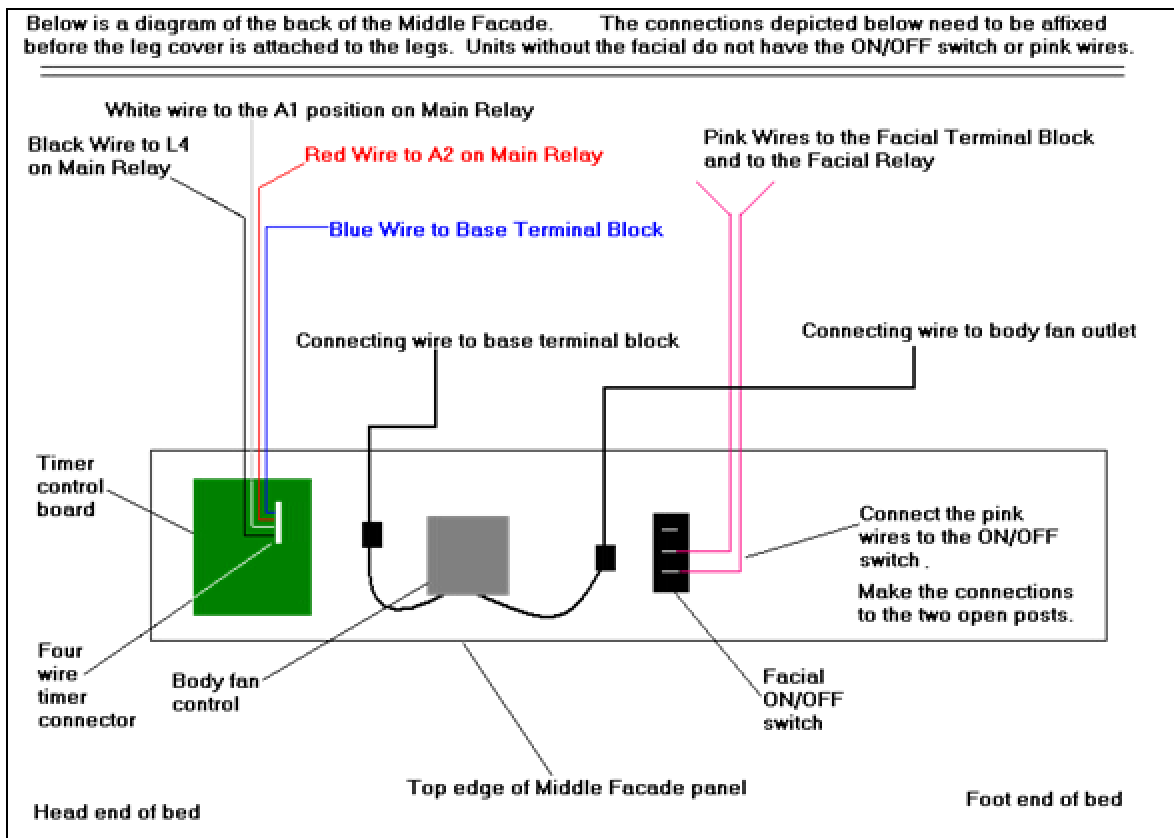 Below is a diagram of the back of the Middle Facade. The connections depicted below need to be affixed
before the leg cover is attached to the legs. Units without the facial do not have the ON/OFF switch or pink wires.
White wire to the A1 position on Main Relay
Black Wire to L4
on Main Relay
Red Wire to A2 on Main Relay
Pink Wires to the Facial Terminal Block
and to the Facial Relay
Blue Wire to Base Terminal Block
Connecting wire to base terminal block
Connecting wire to body fan outlet
Timer
control
board
Connect the pink
wires to the ON/OFF
switch .
Make the connections
to the two open posts.
Four
wire
timer
connector
Body fan
control
Facial
ON/OFF
switch
Top edge of Middle Facade panel
Head end of bed
Foot end of bed